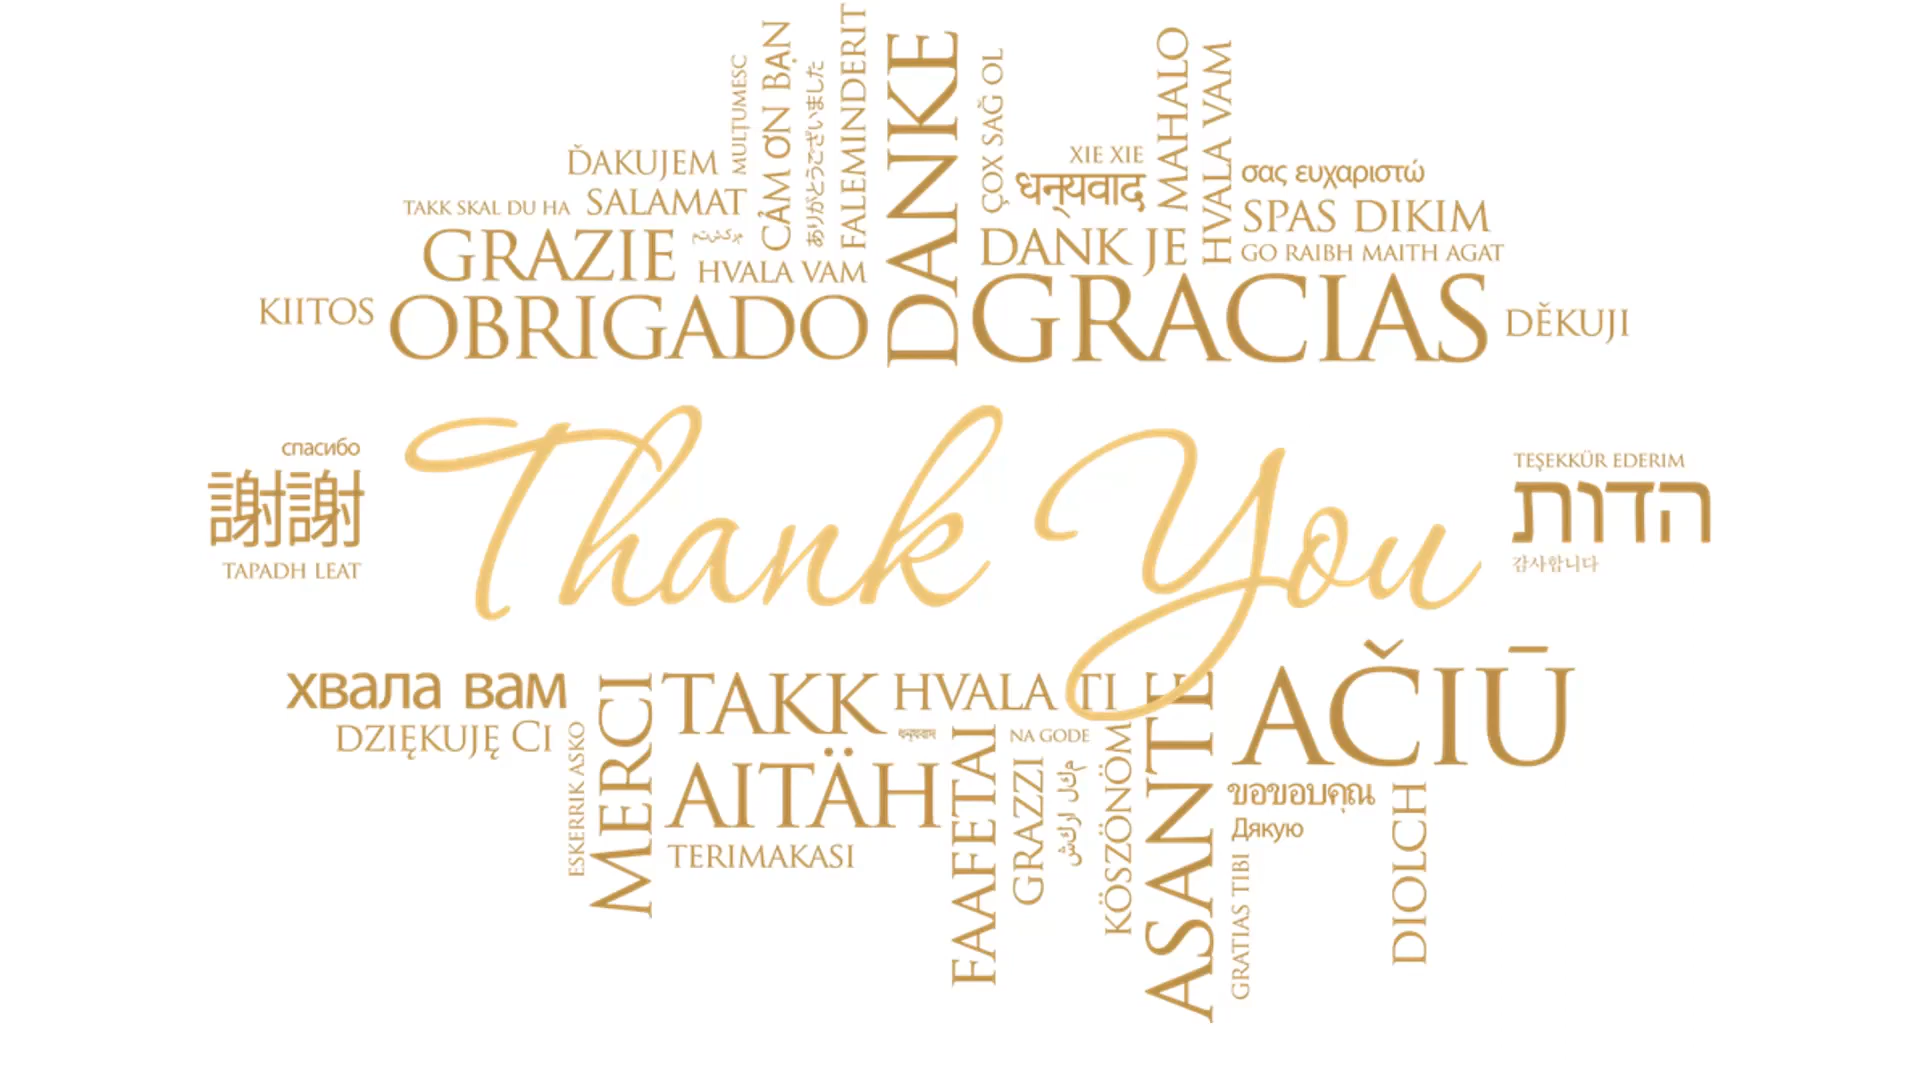 MULȚUMESC
CẢM ƠN BẠN
ありがとうございました
FALEMINDERIT
DANKE
ÇOX SAĞ OL
XIE XIE
MAHALO
HVALA VAM
ĎAKUJEM
σας ευχαριστώ
TAKK SKAL DU HA
SALAMAT
धन्यवाद
SPAS DIKIM
GRAZIE
HVALA VAM
DANK JE
GO RAIBH MAITH AGAT
KIITOS
OBRIGADO
GRACIAS
DĚKUJI
Thank You
спасибо
謝謝
TAPADH LEAT
TEŞEKKÜR EDERIM
תודה
감사합니다
хвала вам
DZIĘKUJĘ CI
ESKERRIK ASKO
MERCI
TAKK
HVALA TI
AITÄH
TERIMAKASI
FAAFETAI
NA GODE
GRAZZI
KÖSZÖNÖM
ASANTE
AČIŪ
ขอขอบคุณ
Дякую
GRATIAS TIBI
DIOLCH